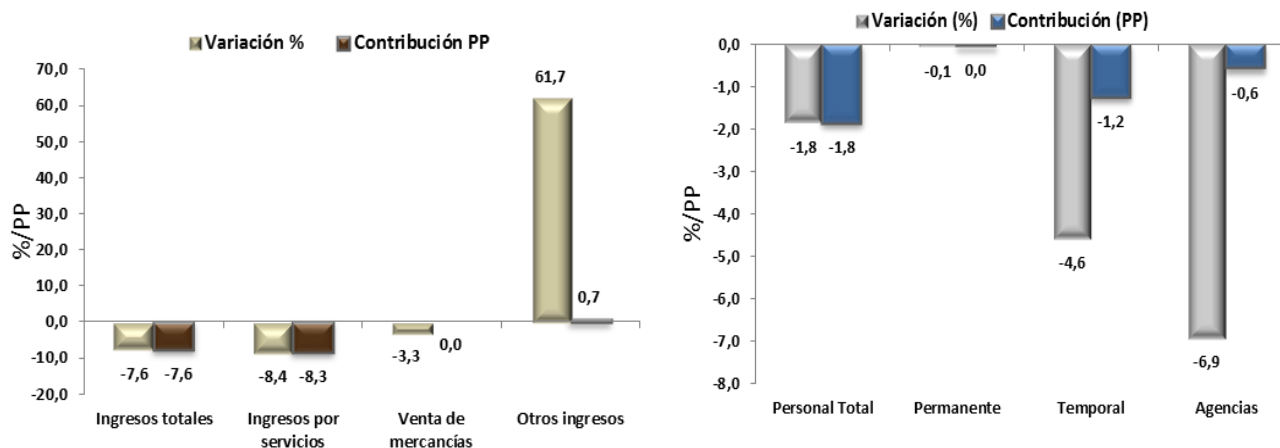 Variación %
Contribución PP
70,0
60,0
50,0
40,0
30,0
20,0
10,0
0,0
-10,0
-20,0
%/PP
-7,6
-7,6
-8,4
-8,3
-3,3
0,0
61,7
0,7
Ingresos totales
Ingresos por
servicios
Venta de
mercancías
Otros ingresos
Variación (%)
Contribución (PP)
0,0
-1,0
-2,0
-3,0
-4,0
-5,0
-6,0
-7,0
-8,0
%/PP
-1,8
-1,8
-0,1
0,0
-4,6
-1,2
-6,9
-0,6
Personal Total
Permanente
Temporal
Agencias